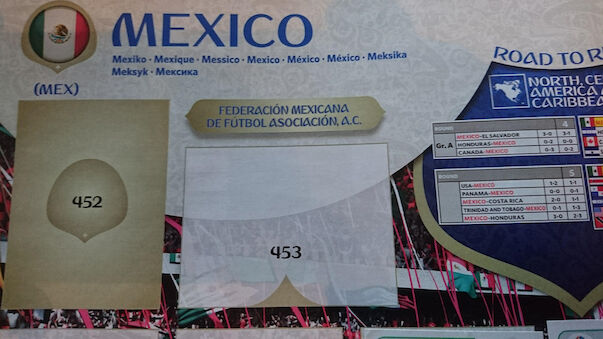 MEXICO
Mexiko · Mexique · Messico · Mexico · México · México · Meksika
Meksyk · Мексика
(MEX)
FEDERACIÓN MEXICANA
DE FÚTBOL ASOCIACIÓN, A.C.
452
453
ROAD TO R
NORTH, CE
AMERICA A
CARIBBEA
ROUND 4
Gr. A
MEXICO-EL SALVADOR 3-0 3-1
HONDURAS-MEXICO 0-2 0-0
CANADA-MEXICO 0-3 0-2
ROUND 5
USA-MEXICO 1-2 1-1
PANAMA-MEXICO 0-0 0-1
MEXICO-COSTA RICA 2-0 1-1
TRINIDAD AND TOBAGO-MEXICO 0-1 1-3
MEXICO-HONDURAS 3-0 2-3